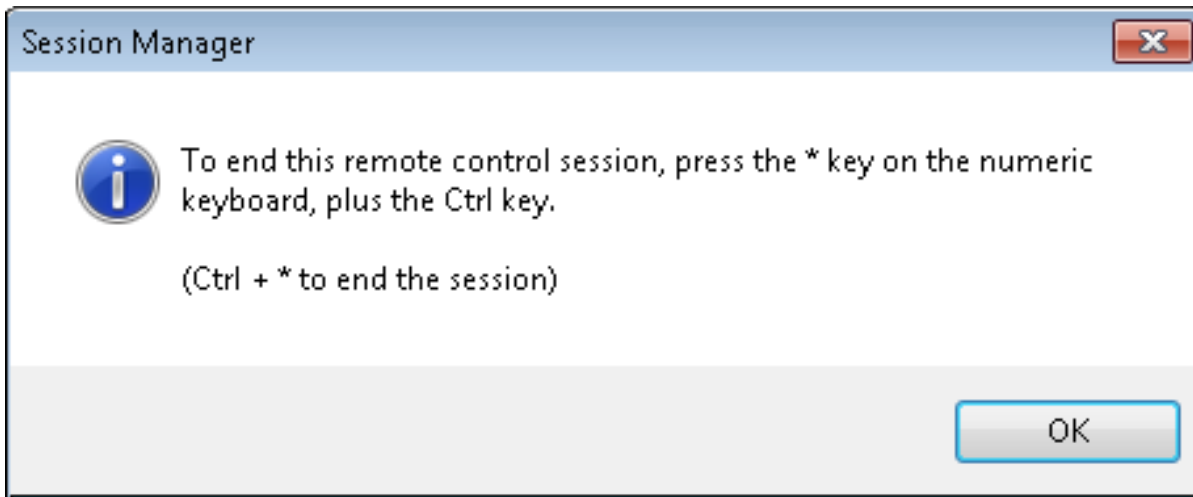 Session Manager
To end this remote control session, press the * key on the numeric
keyboard, plus the Ctrl key.
(Ctrl + * to end the session)
OK